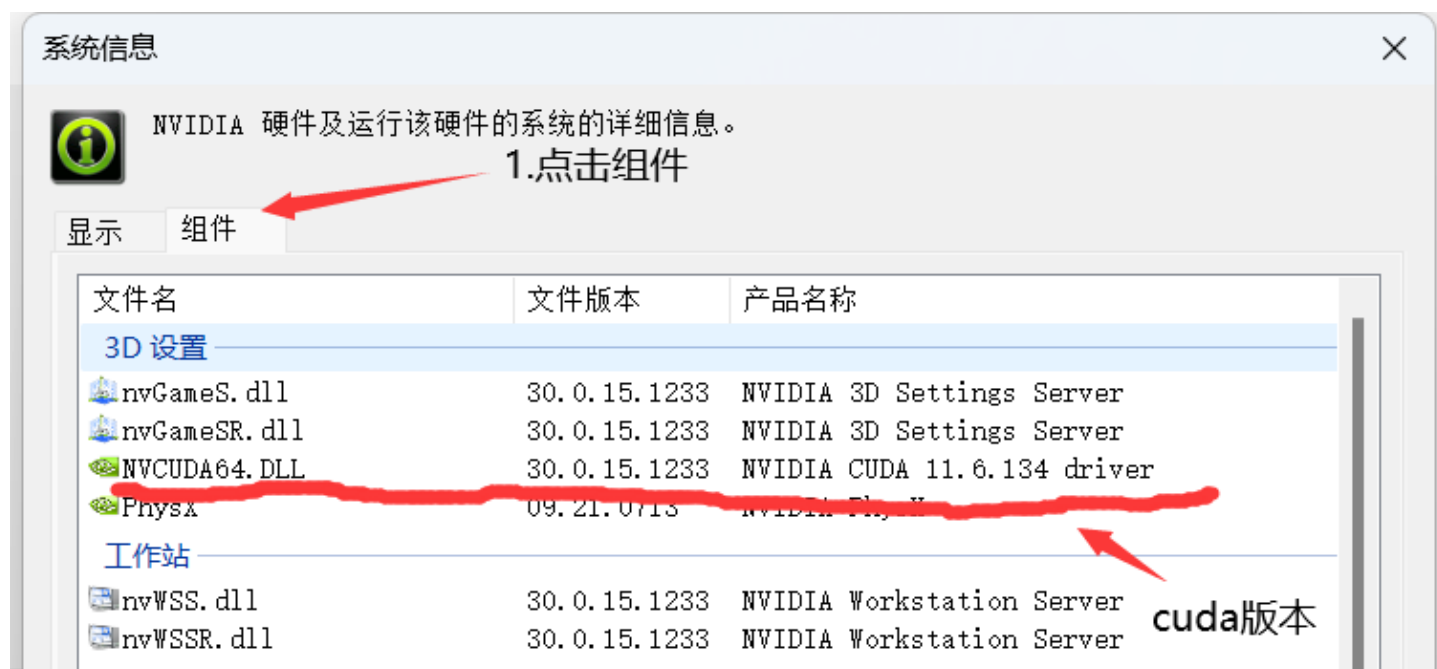 系统信息
NVIDIA 硬件及运行该硬件的系统的详细信息。
1.点击组件
显示 组件
文件名 文件版本 产品名称
3D 设置
nvGameS.dll 30.0.15.1233 NVIDIA 3D Settings Server
nvGameSR.dll 30.0.15.1233 NVIDIA 3D Settings Server
NVCUDA64.DLL 30.0.15.1233 NVIDIA CUDA 11.6.134 driver
PhysX 09.21.0713 NVIDIA PhysX
工作站
nvWSS.dll 30.0.15.1233 NVIDIA Workstation Server
cuda版本
nvWSSR.dll 30.0.15.1233 NVIDIA Workstation Server